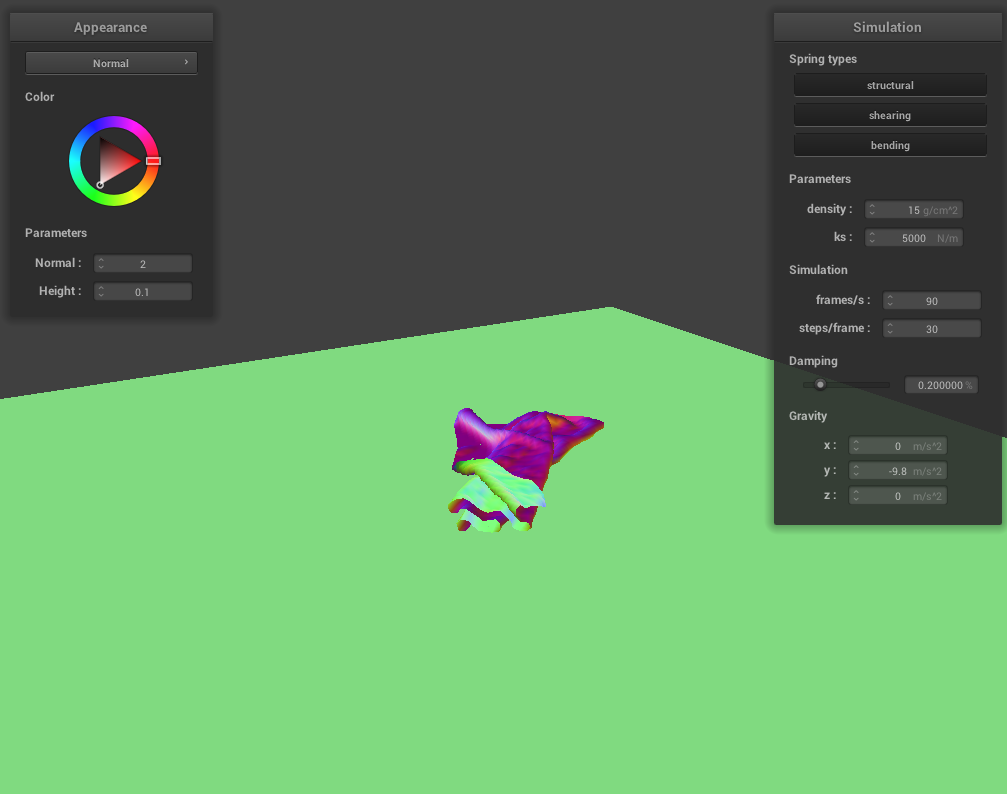 Appearance
Normal
Color
Parameters
Normal : 2
Height : 0.1
Simulation
Spring types
structural
shearing
bending
Parameters
density : 15 g/cm^2
ks : 5000 N/m
Simulation
frames/s : 90
steps/frame : 30
Damping
0.200000 %
Gravity
x : 0 m/s^2
y : -9.8 m/s^2
z : 0 m/s^2